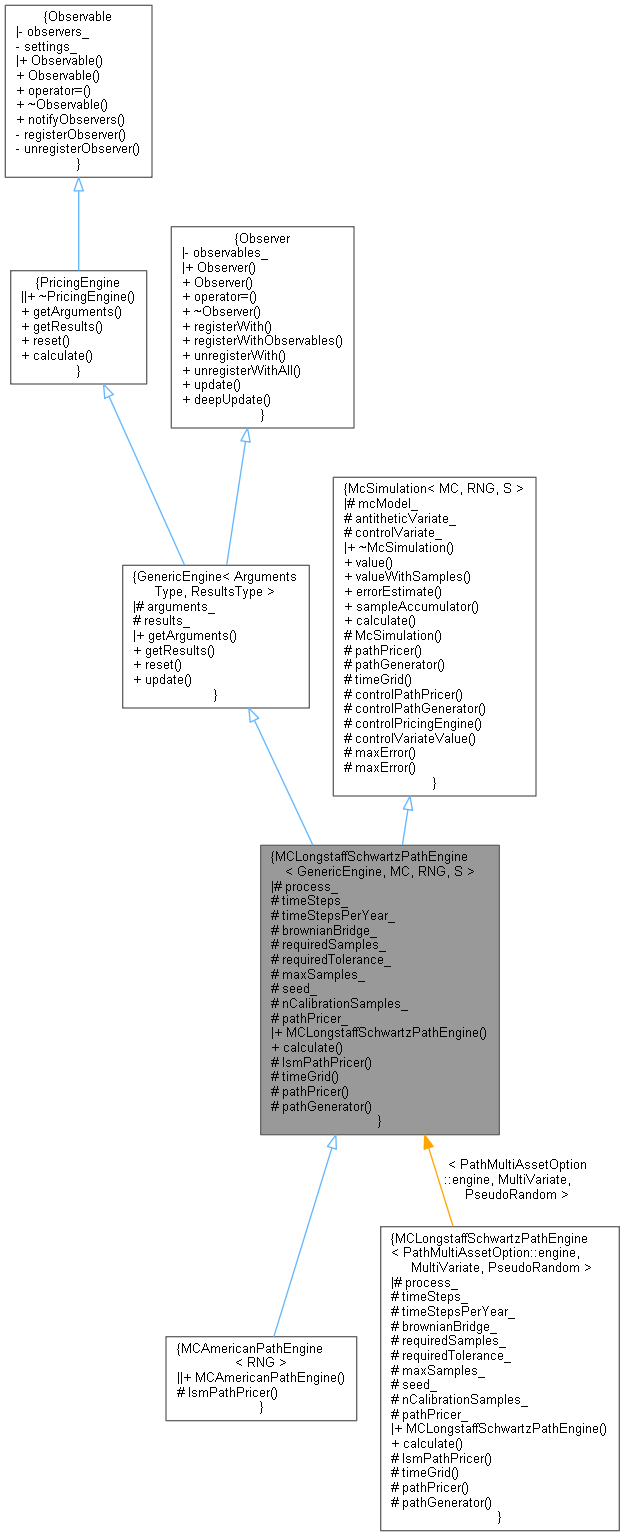 {Observable
|- observers_
- settings_
|+ Observable()
+ Observable()
+ operator=()
+ ~Observable()
+ notifyObservers()
- registerObserver()
- unregisterObserver()
}
{Observer
|- observables_
|+ Observer()
+ Observer()
+ operator=()
+ ~Observer()
+ registerWith()
+ registerWithObservables()
+ unregisterWith()
+ unregisterWithAll()
+ update()
+ deepUpdate()
}
{PricingEngine
||+ ~PricingEngine()
+ getArguments()
+ getResults()
+ reset()
+ calculate()
}
{McSimulation< MC, RNG, S >
|# mcModel_
# antitheticVariate_
# controlVariate_
|+ ~McSimulation()
+ value()
+ valueWithSamples()
+ errorEstimate()
+ sampleAccumulator()
+ calculate()
# McSimulation()
# pathPricer()
# pathGenerator()
# timeGrid()
# controlPathPricer()
# controlPathGenerator()
# controlPricingEngine()
# controlVariateValue()
# maxError()
# maxError()
}
{GenericEngine< Arguments
Type, ResultsType >
|# arguments_
# results_
|+ getArguments()
+ getResults()
+ reset()
+ update()
}
{MCLongstaffSchwartzPathEngine
< GenericEngine, MC, RNG, S >
|# process_
# timeSteps_
# timeStepsPerYear_
# brownianBridge_
# requiredSamples_
# requiredTolerance_
# maxSamples_
# seed_
# nCalibrationSamples_
# pathPricer_
|+ MCLongstaffSchwartzPathEngine()
+ calculate()
# lsmPathPricer()
# timeGrid()
# pathPricer()
# pathGenerator()
}
< PathMultiAssetOption
::engine, MultiVariate,
PseudoRandom >
{MCLongstaffSchwartzPathEngine
< PathMultiAssetOption::engine,
MultiVariate, PseudoRandom >
|# process_
# timeSteps_
# timeStepsPerYear_
# brownianBridge_
# requiredSamples_
# requiredTolerance_
# maxSamples_
# seed_
# nCalibrationSamples_
# pathPricer_
|+ MCLongstaffSchwartzPathEngine()
+ calculate()
# lsmPathPricer()
# timeGrid()
# pathPricer()
# pathGenerator()
}
{MCAmericanPathEngine
< RNG >
||+ MCAmericanPathEngine()
# lsmPathPricer()
}